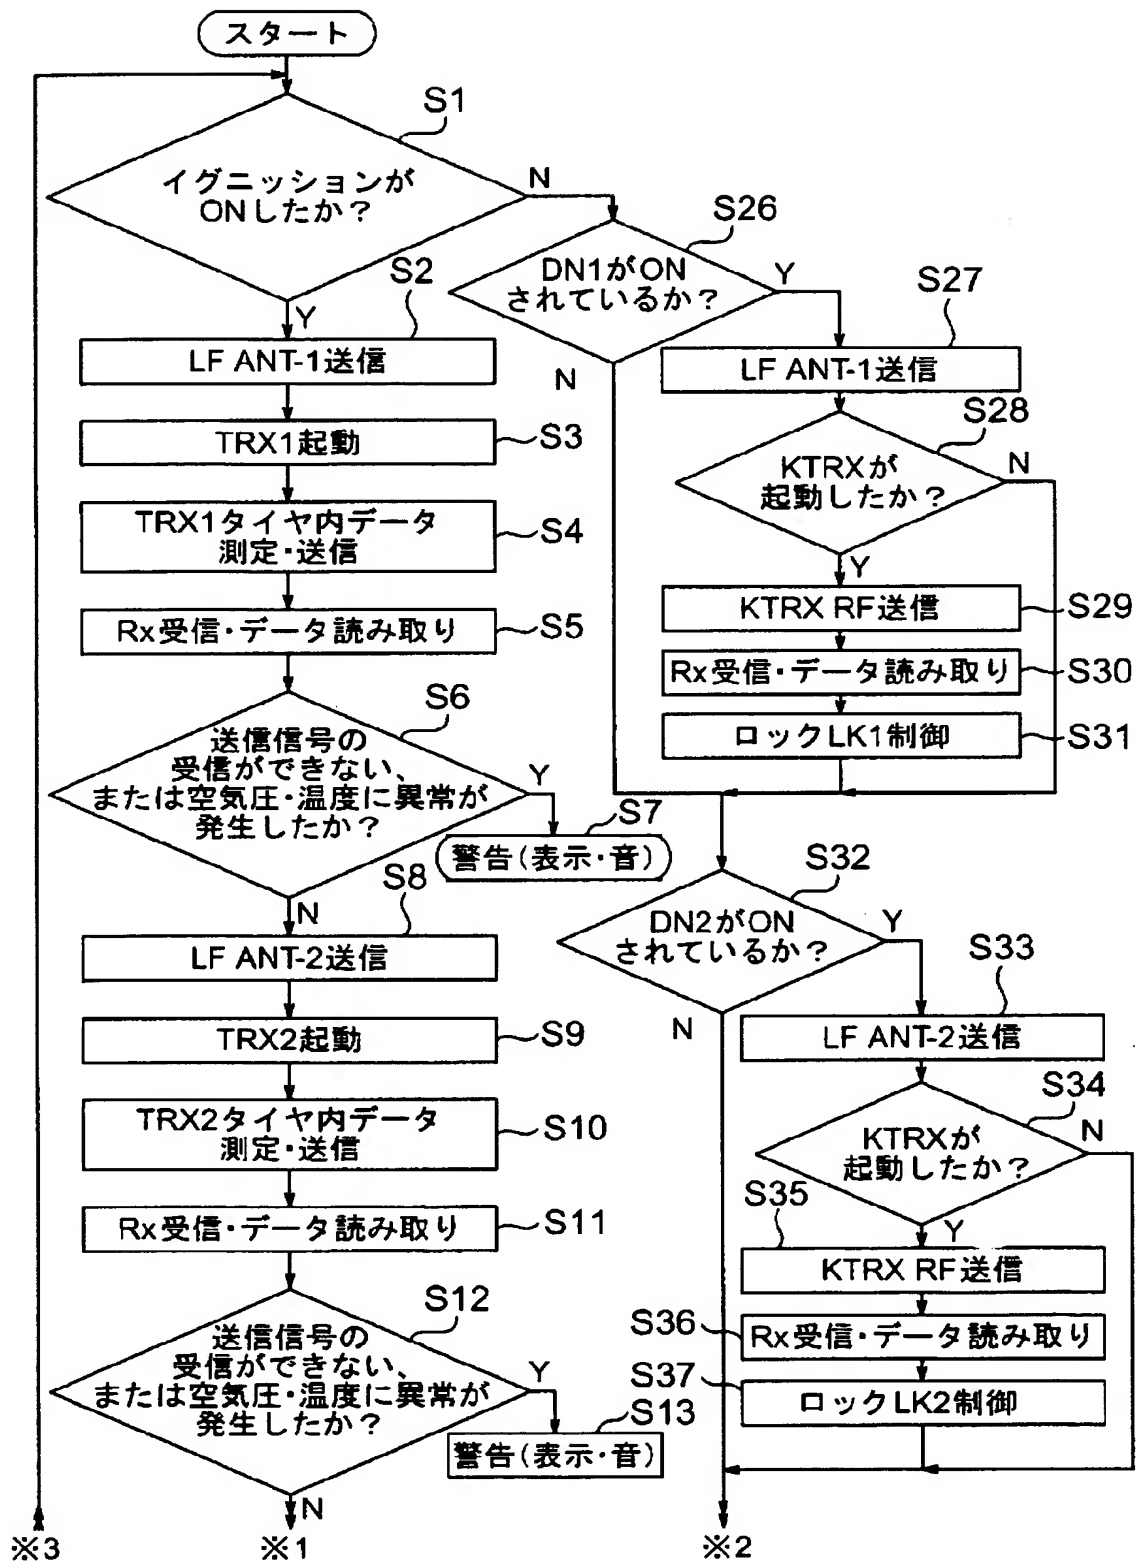 スタート
S1
イグニッションが
ONしたか？
N
Y
S2
LF ANT-1送信
TRX1起動
S3
TRX1タイヤ内データ
測定・送信
S4
Rx受信・データ読み取り
S5
S6
送信信号の
受信ができない、
または空気圧・温度に異常が
発生したか？
Y
S7
警告(表示・音)
N
S8
LF ANT-2送信
TRX2起動
S9
TRX2タイヤ内データ
測定・送信
S10
Rx受信・データ読み取り
S11
S12
送信信号の
受信ができない、
または空気圧・温度に異常が
発生したか？
Y
S13
警告(表示・音)
N
※3
※1
S26
DN1がON
されているか？
Y
N
S27
LF ANT-1送信
S28
KTRXが
起動したか？
N
Y
KTRX RF送信
S29
Rx受信・データ読み取り
S30
ロックLK1制御
S31
S32
DN2がON
されているか？
Y
N
S33
LF ANT-2送信
S34
KTRXが
起動したか？
N
Y
S35
KTRX RF送信
S36
Rx受信・データ読み取り
S37
ロックLK2制御
※2